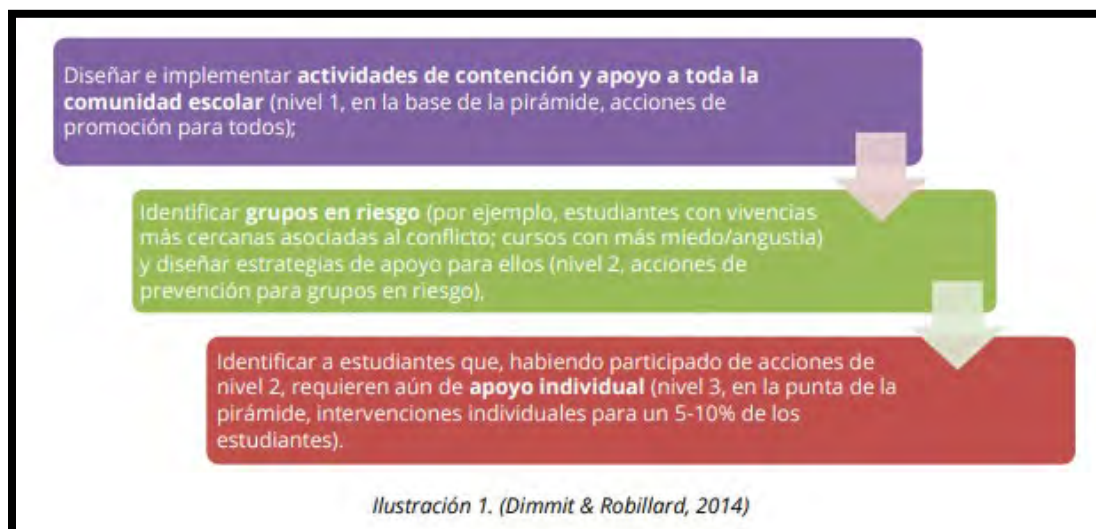 Diseñar e implementar actividades de contención y apoyo a toda la
comunidad escolar (nivel 1, en la base de la pirámide, acciones de
promoción para todos);
Identificar grupos en riesgo (por ejemplo, estudiantes con vivencias
más cercanas asociadas al conflicto; cursos con más miedo/angustia)
y diseñar estrategias de apoyo para ellos (nivel 2, acciones de
prevención para grupos en riesgo),
Identificar a estudiantes que, habiendo participado de acciones de
nivel 2, requieren aún de apoyo individual (nivel 3, en la punta de la
pirámide, intervenciones individuales para un 5-10% de los
estudiantes).
Ilustración 1. (Dimmit & Robillard, 2014)